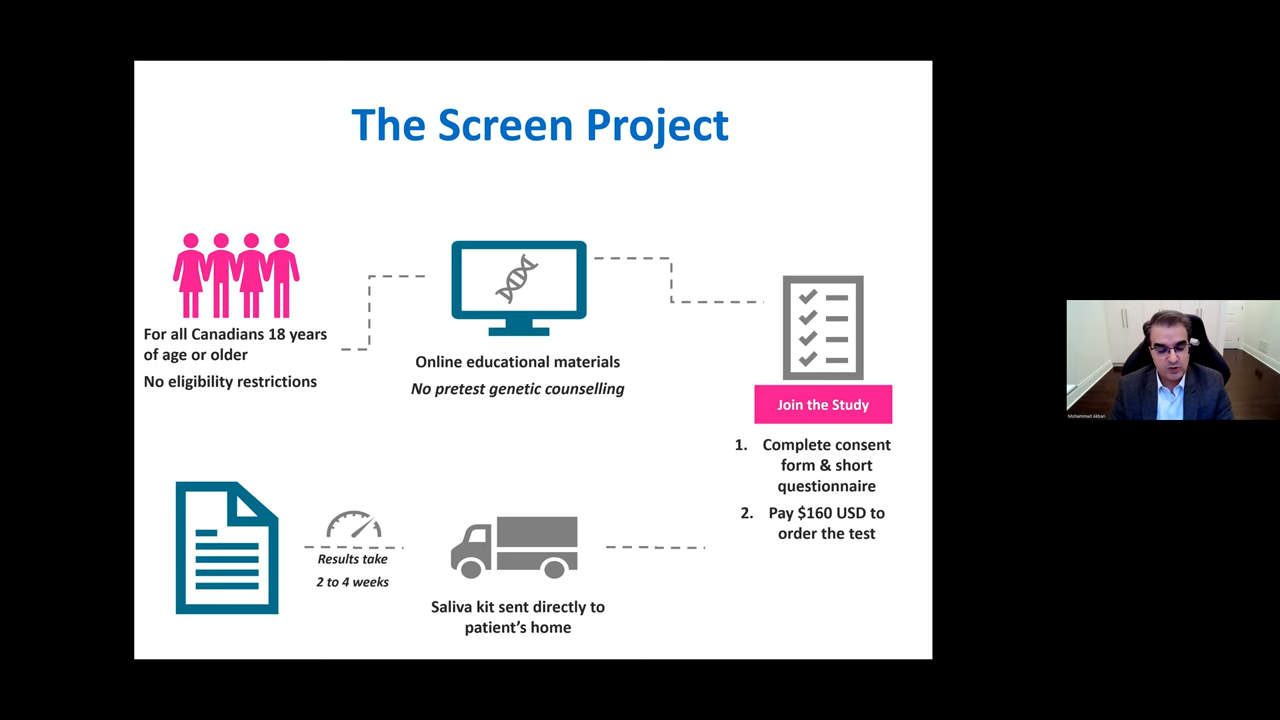 The Screen Project
For all Canadians 18 years
of age or older
No eligibility restrictions
Online educational materials
No pretest genetic counselling
Join the Study
1. Complete consent
form & short
questionnaire
2. Pay $160 USD to
order the test
Saliva kit sent directly to
patient's home
Results take
2 to 4 weeks
Mohammad Akbari